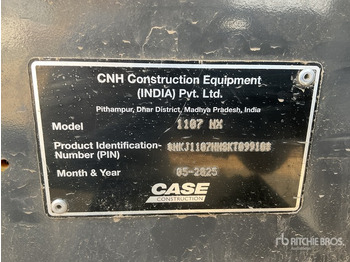 CNH Construction Equipment
(INDIA) Pvt. Ltd.
Pithampur, Dhar District, Madhya Pradesh, India
Model 1107 HX
Product Identification-
Number (PIN)
Month & Year 05-2025
CASE
CONSTRUCTION
RITCHIE BROS.